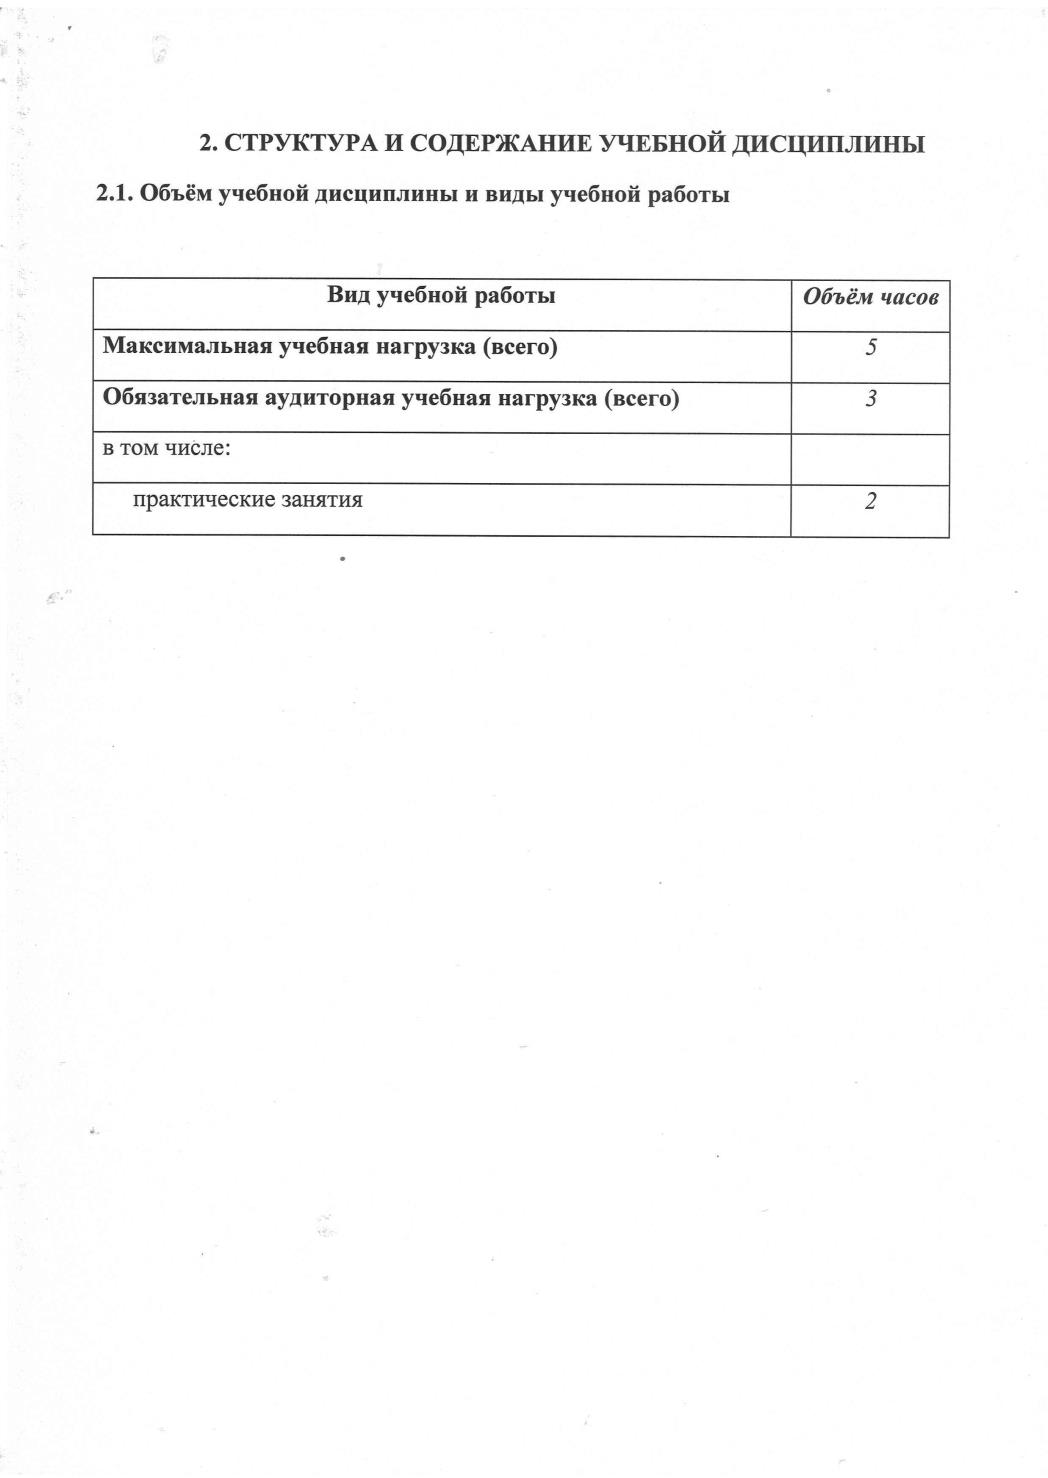 2. СТРУКТУРА И СОДЕРЖАНИЕ УЧЕБНОЙ ДИСЦИПЛИНЫ
2.1. Объём учебной дисциплины и виды учебной работы
Вид учебной работы Объём часов
Максимальная учебная нагрузка (всего) 5
Обязательная аудиторная учебная нагрузка (всего) 3
в том числе:
практические занятия 2